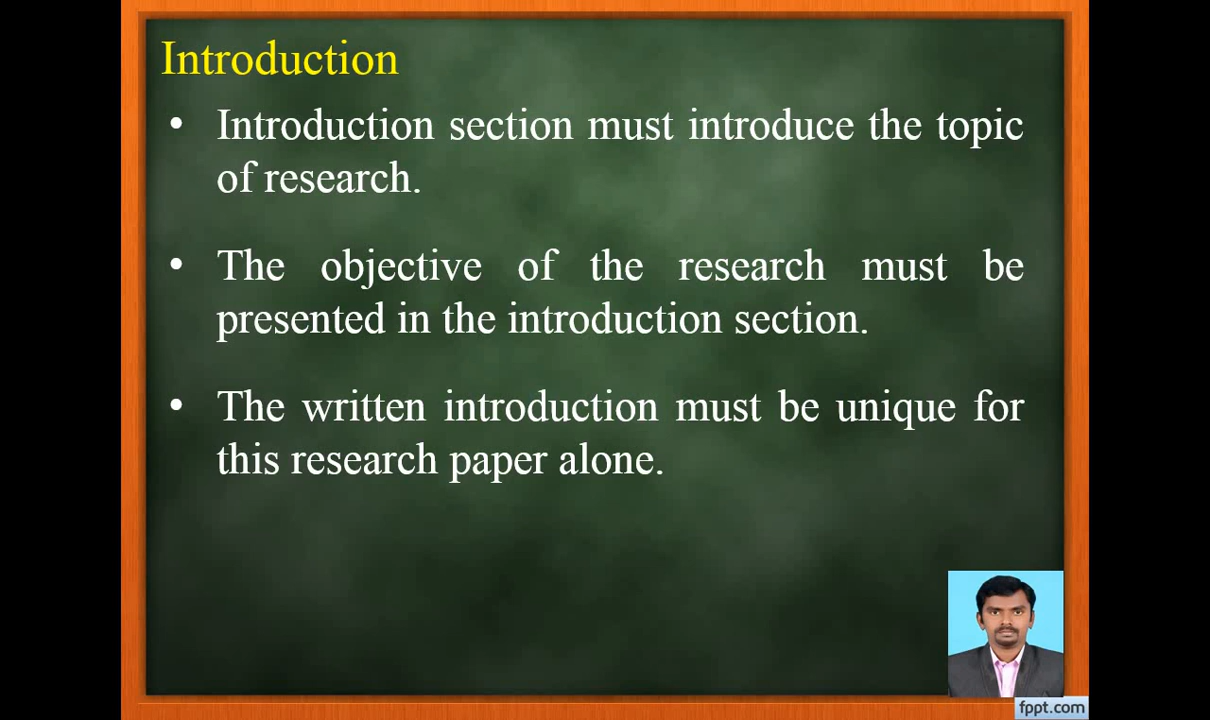 Introduction
• Introduction section must introduce the topic
of research.
• The objective of the research must be
presented in the introduction section.
• The written introduction must be unique for
this research paper alone.
fppt.com